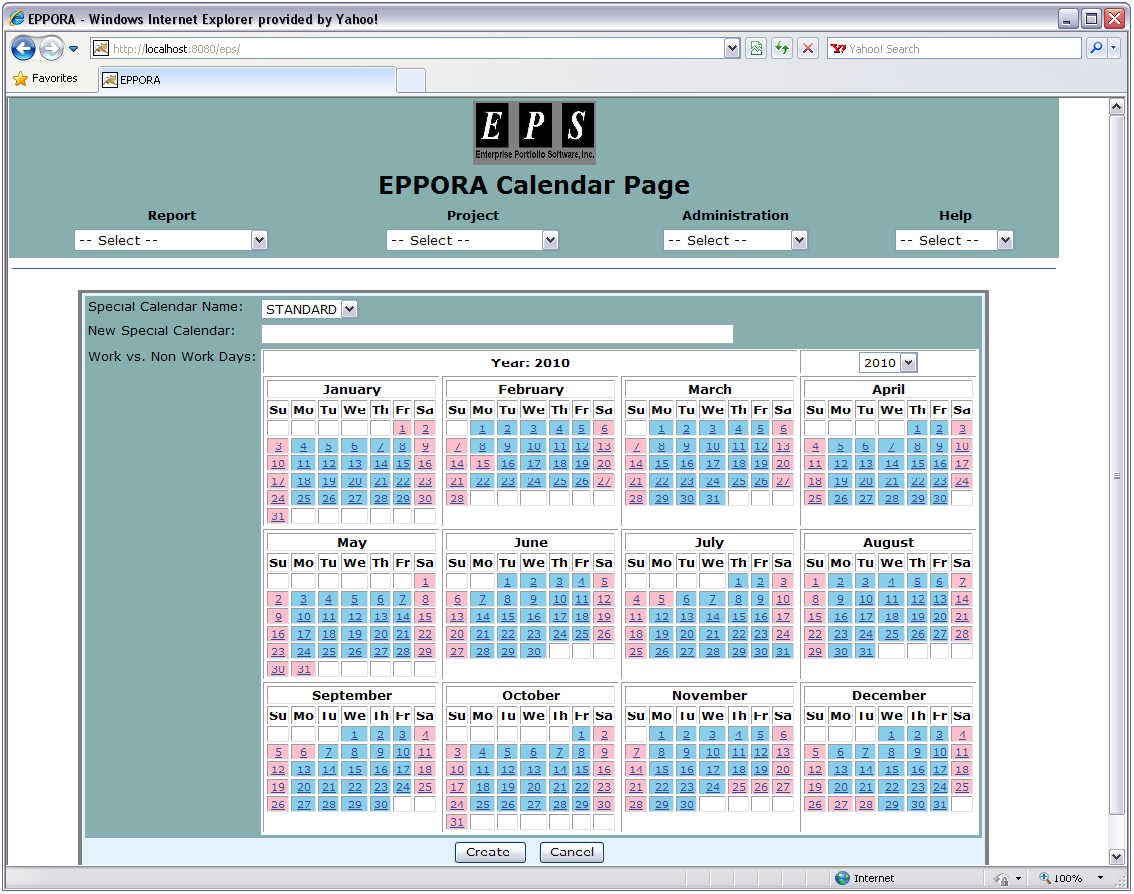 EPPORA - Windows Internet Explorer provided by Yahoo!
http://localhost:8080/eps/
Yahoo! Search
Favorites
EPPORA
E P S
Enterprise Portfolio Software, Inc.
EPPORA Calendar Page
Report Project Administration Help
-- Select -- -- Select -- -- Select -- -- Select --
Special Calendar Name: STANDARD
New Special Calendar:
Work vs. Non Work Days: Year: 2010 2010
January February March April
Su Mo Tu We Th Fr Sa Su Mo Tu We Th Fr Sa Su Mo Tu We Th Fr Sa Su Mo Tu We Th Fr Sa
1 2 1 2 3 4 5 6 1 2 3 4 5 6 1 2 3
3 4 5 6 7 8 9 7 8 9 10 11 12 13 7 8 9 10 11 12 13 4 5 6 7 8 9 10
10 11 12 13 14 15 16 14 15 16 17 18 19 20 14 15 16 17 18 19 20 11 12 13 14 15 16 17
17 18 19 20 21 22 23 21 22 23 24 25 26 27 21 22 23 24 25 26 27 18 19 20 21 22 23 24
24 25 26 27 28 29 30 28 28 29 30 31 25 26 27 28 29 30
31
May June July August
Su Mo Tu We Th Fr Sa Su Mo Tu We Th Fr Sa Su Mo Tu We Th Fr Sa Su Mo Tu We Th Fr Sa
1 1 2 3 4 5 1 2 3 1 2 3 4 5 6 7
2 3 4 5 6 7 8 6 7 8 9 10 11 12 4 5 6 7 8 9 10 8 9 10 11 12 13 14
9 10 11 12 13 14 15 13 14 15 16 17 18 19 11 12 13 14 15 16 17 15 16 17 18 19 20 21
16 17 18 19 20 21 22 20 21 22 23 24 25 26 18 19 20 21 22 23 24 22 23 24 25 26 27 28
23 24 25 26 27 28 29 27 28 29 30 25 26 27 28 29 30 31 29 30 31
30 31
September October November December
Su Mo Tu We Th Fr Sa Su Mo Tu We Th Fr Sa Su Mo Tu We Th Fr Sa Su Mo Tu We Th Fr Sa
1 2 3 4 1 2 1 2 3 4 5 6 1 2 3 4
5 6 7 8 9 10 11 3 4 5 6 7 8 9 7 8 9 10 11 12 13 5 6 7 8 9 10 11
12 13 14 15 16 17 18 10 11 12 13 14 15 16 14 15 16 17 18 19 20 12 13 14 15 16 17 18
19 20 21 22 23 24 25 17 18 19 20 21 22 23 21 22 23 24 25 26 27 19 20 21 22 23 24 25
26 27 28 29 30 24 25 26 27 28 29 30 28 29 30 26 27 28 29 30 31
31
Create Cancel
Internet 100%